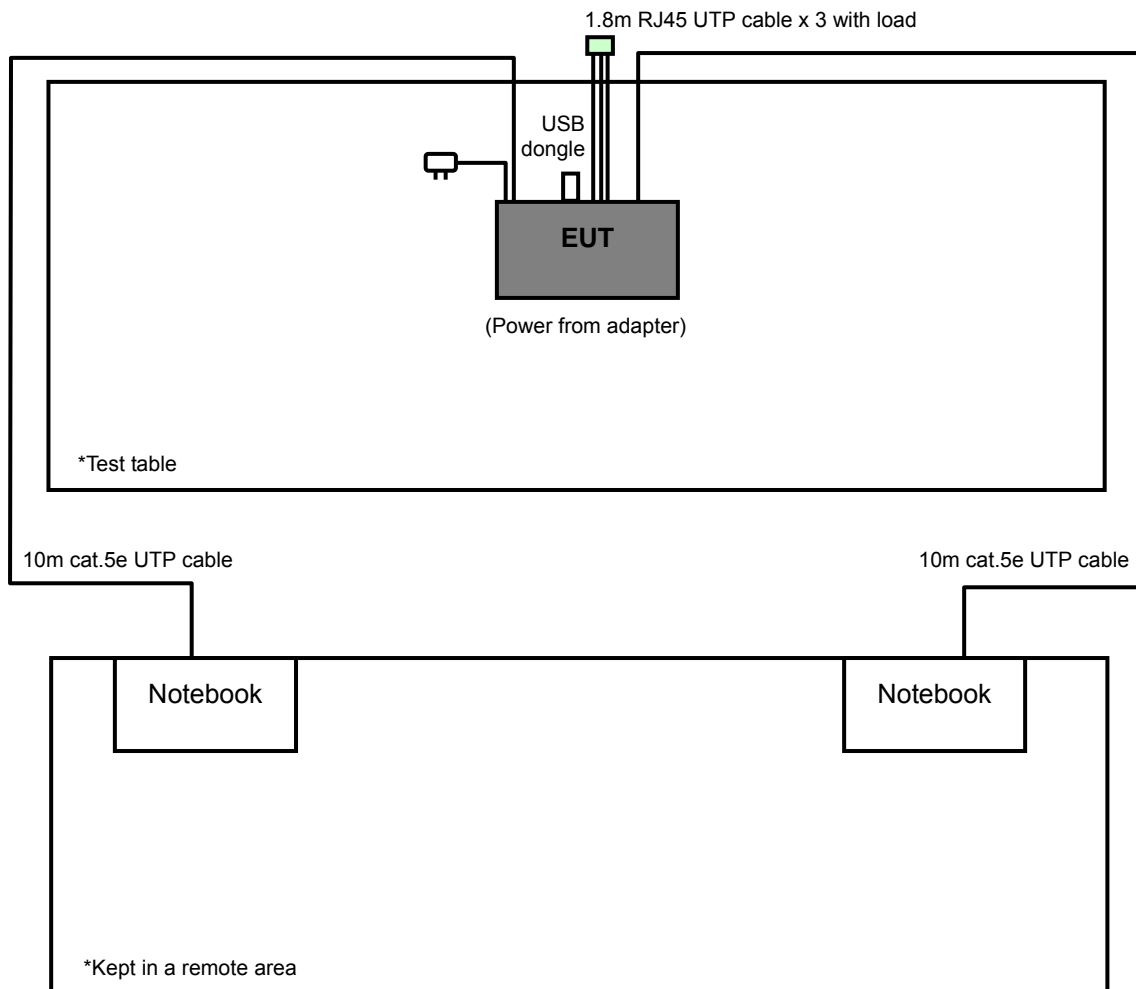 1.8m RJ45 UTP cable x 3 with load
USB
dongle
EUT
(Power from adapter)
*Test table
10m cat.5e UTP cable
10m cat.5e UTP cable
Notebook
Notebook
*Kept in a remote area